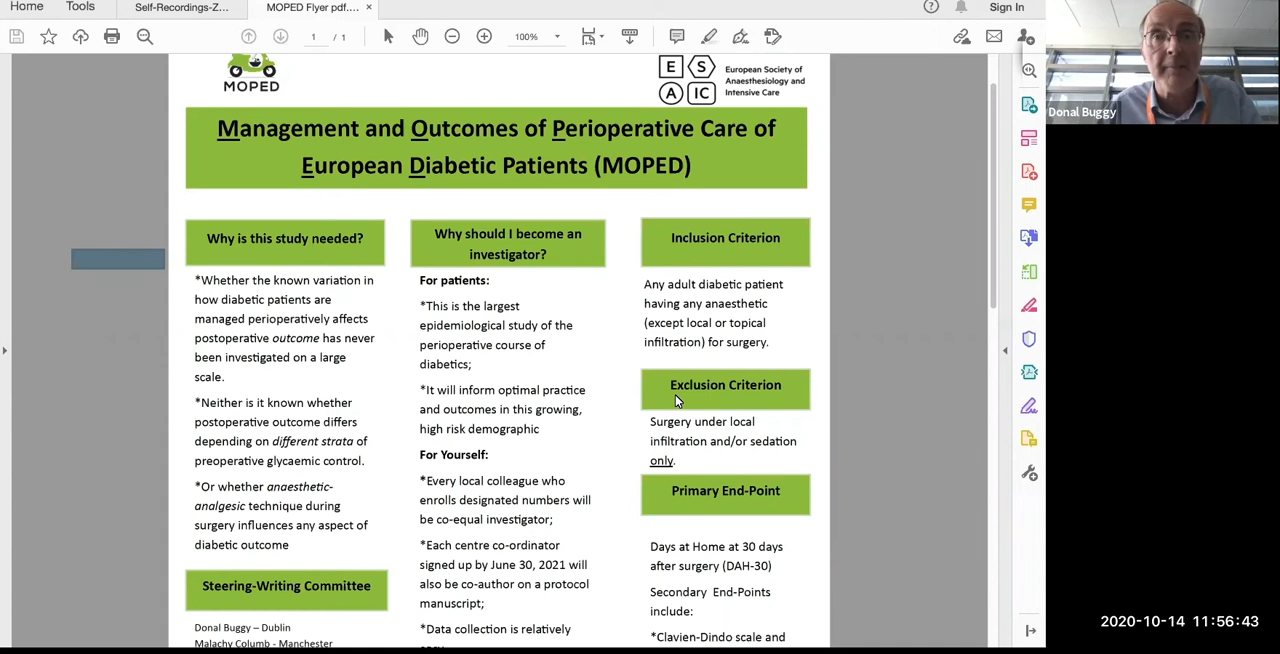 Home
Tools
Self-Recordings-Z...
MOPED Flyer pdf....
×
Sign In
1 / 1
100%
MOPED
E S
A IC
European Society of
Anaesthesiology and
Intensive Care
Management and Outcomes of Perioperative Care of
European Diabetic Patients (MOPED)
Why is this study needed?
*Whether the known variation in
how diabetic patients are
managed perioperatively affects
postoperative outcome has never
been investigated on a large
scale.
*Neither is it known whether
postoperative outcome differs
depending on different strata of
preoperative glycaemic control.
*Or whether anaesthetic-
analgesic technique during
surgery influences any aspect of
diabetic outcome
Steering-Writing Committee
Donal Buggy – Dublin
Malachy Columb - Manchester
Why should I become an
investigator?
For patients:
*This is the largest
epidemiological study of the
perioperative course of
diabetics;
*It will inform optimal practice
and outcomes in this growing,
high risk demographic
For Yourself:
*Every local colleague who
enrolls designated numbers will
be co-equal investigator;
*Each centre co-ordinator
signed up by June 30, 2021 will
also be co-author on a protocol
manuscript;
*Data collection is relatively
Inclusion Criterion
Any adult diabetic patient
having any anaesthetic
(except local or topical
infiltration) for surgery.
Exclusion Criterion
Surgery under local
infiltration and/or sedation
only.
Primary End-Point
Days at Home at 30 days
after surgery (DAH-30)
Secondary End-Points
include:
*Clavien-Dindo scale and
Donal Buggy
2020-10-14 11:56:43